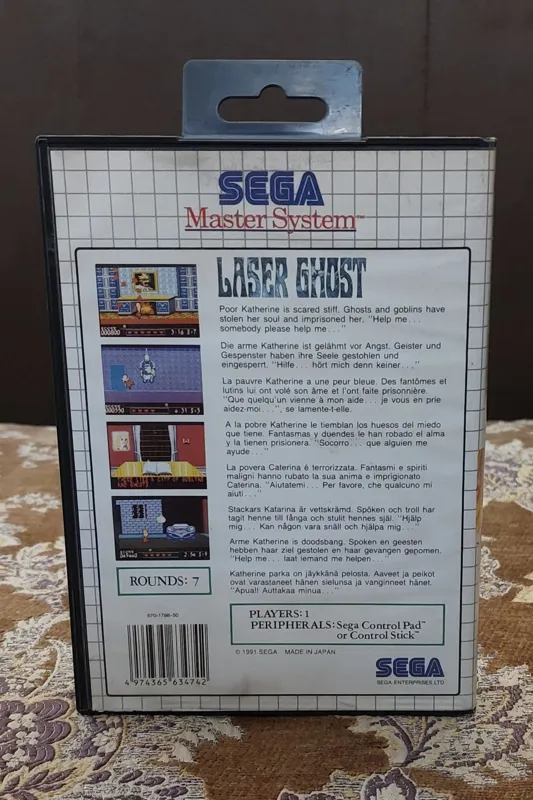 SEGA
Master System™
LASER GHOST
Poor Katherine is scared stiff. Ghosts and goblins have
stolen her soul and imprisoned her. "Help me...
somebody please help me..."
Die arme Katherine ist gelähmt vor Angst. Geister und
Gespenster haben ihre Seele gestohlen und
eingesperrt. "Hilfe... hört mich denn keiner...,"
La pauvre Katherine a une peur bleue. Des fantômes et
lutins lui ont volé son âme et l'ont faite prisonnière.
"Que quelqu'un vienne à mon aide... je vous en prie
aidez-moi...", se lamente-t-elle.
A la pobre Katherine le tiemblan los huesos del miedo
que tiene. Fantasmas y duendes le han robado el alma
y la tienen prisionera. "Socorro... que alguien me
ayude..."
La povera Caterina è terrorizzata. Fantasmi e spiriti
maligni hanno rubato la sua anima e imprigionato
Caterina. "Aiutatemi... Per favore, che qualcuno mi
aiuti..."
Stackars Katarina är vettskrämd. Spöken och troll har
tagit henne till fånga och stulit hennes själ. "Hjälp
mig... Kan någon vara snäll och hjälpa mig..."
Arme Katherine is doodsbang. Spoken en geesten
hebben haar ziel gestolen en haar gevangen genomen.
"Help me... laat iemand me helpen..."
Katherine parka on jäykkänä pelosta. Aaveet ja peikot
ovat varastaneet hänen sielunsa ja vanginneet hänet.
"Apua!! Auttakaa minua..."
ROUNDS: 7
PLAYERS: 1
PERIPHERALS: Sega Control Pad™
or Control Stick™
670-1798-50
4 974365 634742
© 1991 SEGA MADE IN JAPAN
SEGA
SEGA ENTERPRISES LTD.